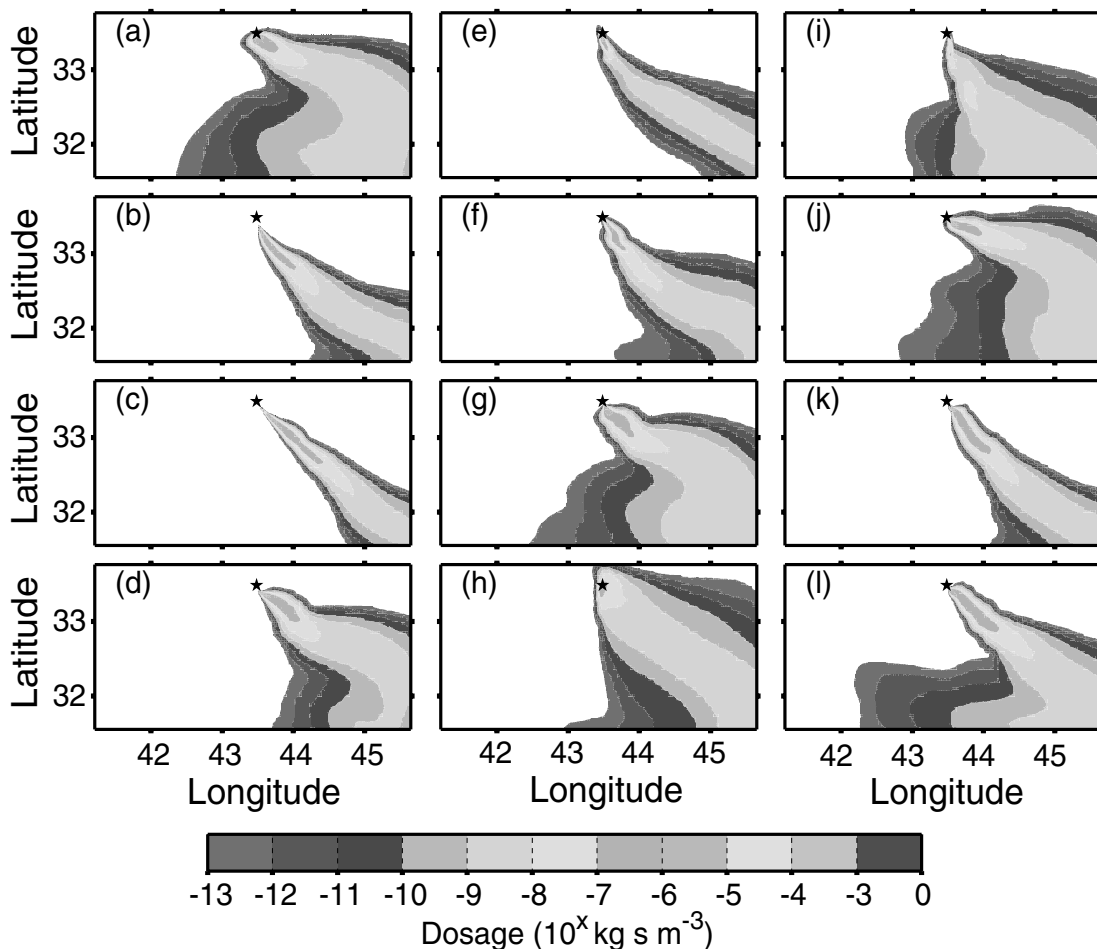 (a) (e) (i)
Latitude 33 32
(b) (f) (j)
Latitude 33 32
(c) (g) (k)
Latitude 33 32
(d) (h) (l)
Latitude 33 32
42 43 44 45 42 43 44 45 42 43 44 45
Longitude Longitude Longitude
-13 -12 -11 -10 -9 -8 -7 -6 -5 -4 -3 0
Dosage (10^x kg s m^-3)